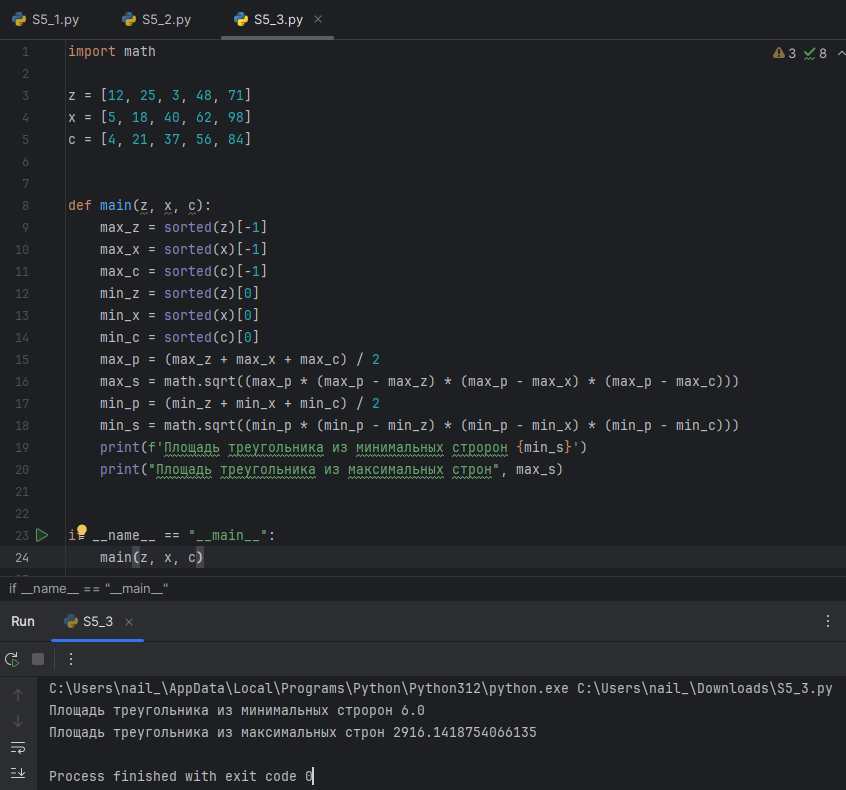 S5_1.py S5_2.py S5_3.py
1 import math
3 8
2
3 z = [12, 25, 3, 48, 71]
4 x = [5, 18, 40, 62, 98]
5 c = [4, 21, 37, 56, 84]
6
7
8 def main(z, x, c):
9 max_z = sorted(z)[-1]
10 max_x = sorted(x)[-1]
11 max_c = sorted(c)[-1]
12 min_z = sorted(z)[0]
13 min_x = sorted(x)[0]
14 min_c = sorted(c)[0]
15 max_p = (max_z + max_x + max_c) / 2
16 max_s = math.sqrt((max_p * (max_p - max_z) * (max_p - max_x) * (max_p - max_c)))
17 min_p = (min_z + min_x + min_c) / 2
18 min_s = math.sqrt((min_p * (min_p - min_z) * (min_p - min_x) * (min_p - min_c)))
19 print(f'Площадь треугольника из минимальных стророн {min_s}')
20 print("Площадь треугольника из максимальных строн", max_s)
21
22
23 if __name__ == "__main__":
24 main(z, x, c)
if __name__ == "__main__"
Run S5_3
C:\Users\nail_\AppData\Local\Programs\Python\Python312\python.exe C:\Users\nail_\Downloads\S5_3.py
Площадь треугольника из минимальных стророн 6.0
Площадь треугольника из максимальных строн 2916.1418754066135
Process finished with exit code 0